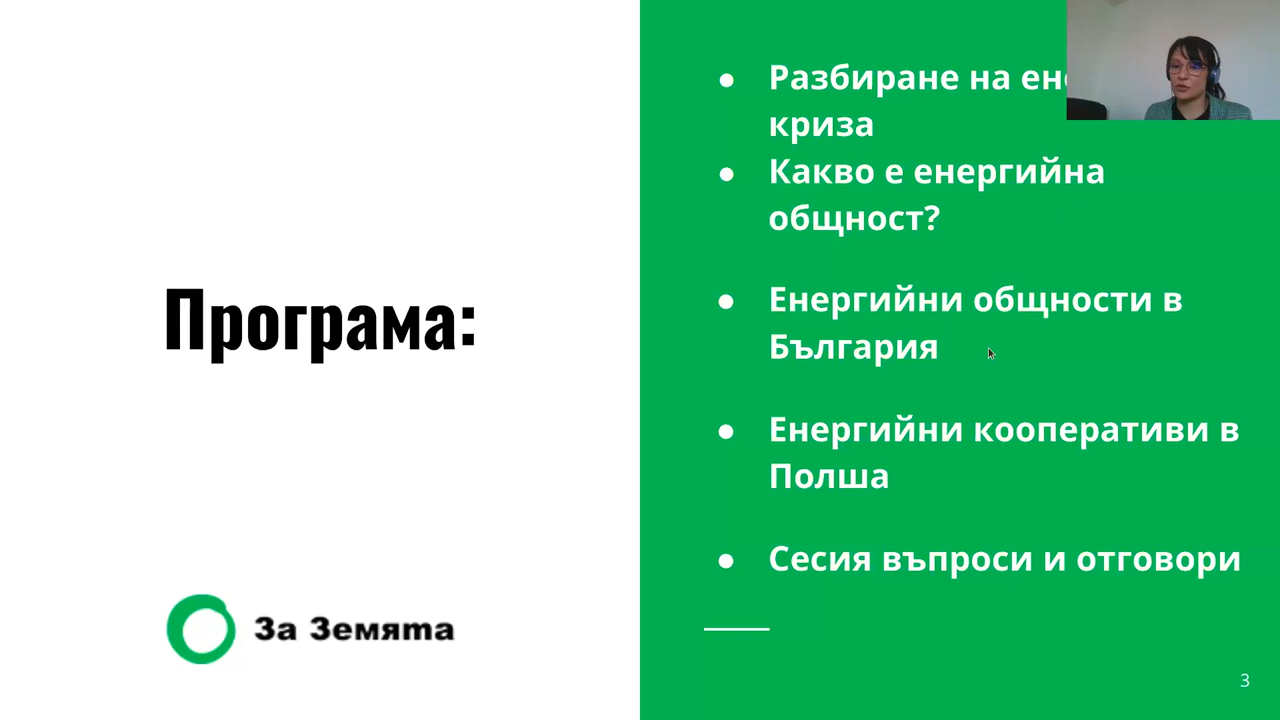 Програма:
За Земята
Разбиране на
криза
Какво е енергийна
общност?
Енергийни общности в
България
Енергийни кооперативи в
Полша
Сесия въпроси и отговори
3